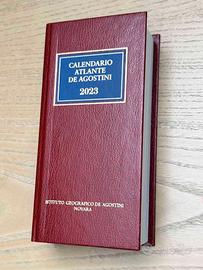 CALENDARIO
ATLANTE
DE AGOSTINI
2023
ISTITUTO GEOGRAFICO DE AGOSTINI
NOVARA